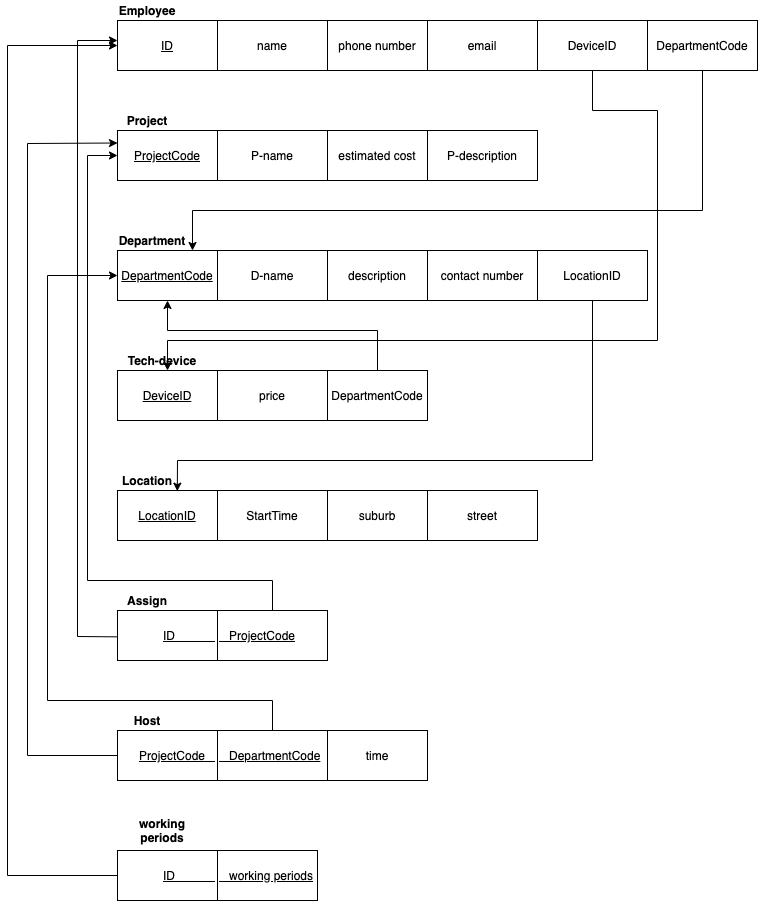 Employee
ID name phone number email DeviceID DepartmentCode
Project
ProjectCode P-name estimated cost P-description
Department
DepartmentCode D-name description contact number LocationID
Tech-device
DeviceID price DepartmentCode
Location
LocationID StartTime suburb street
Assign
ID ProjectCode
Host
ProjectCode DepartmentCode time
working
periods
ID working periods